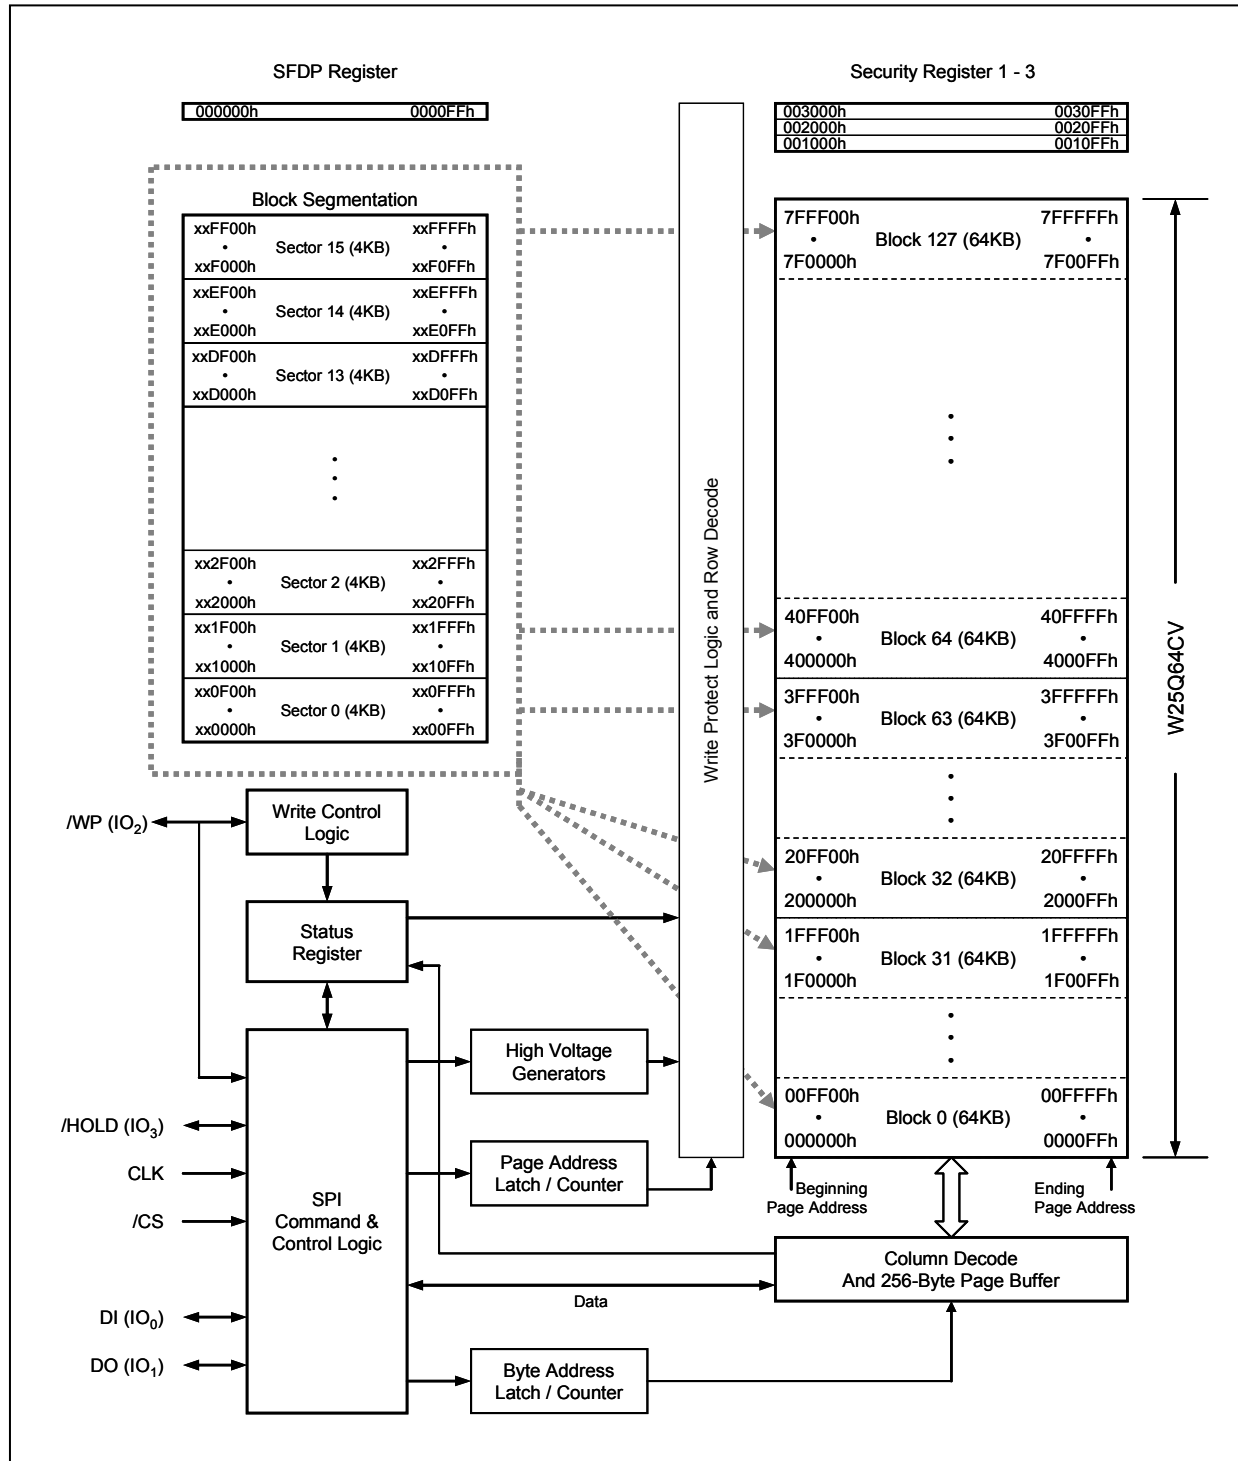 SFDP Register
000000h 0000FFh
Security Register 1 - 3
003000h 0030FFh
002000h 0020FFh
001000h 0010FFh
Block Segmentation
xxFF00h xxFFFFh
• Sector 15 (4KB) •
xxF000h xxF0FFh
xxEF00h xxEFFFh
• Sector 14 (4KB) •
xxE000h xxE0FFh
xxDF00h xxDFFFh
• Sector 13 (4KB) •
xxD000h xxD0FFh
•
•
•
xx2F00h xx2FFFh
• Sector 2 (4KB) •
xx2000h xx20FFh
xx1F00h xx1FFFh
• Sector 1 (4KB) •
xx1000h xx10FFh
xx0F00h xx0FFFh
• Sector 0 (4KB) •
xx0000h xx00FFh
Write Protect Logic and Row Decode
7FFF00h 7FFFFFh
• Block 127 (64KB) •
7F0000h 7F00FFh
•
•
•
40FF00h 40FFFFh
• Block 64 (64KB) •
400000h 4000FFh
3FFF00h 3FFFFFh
• Block 63 (64KB) •
3F0000h 3F00FFh
•
•
•
20FF00h 20FFFFh
• Block 32 (64KB) •
200000h 2000FFh
1FFF00h 1FFFFFh
• Block 31 (64KB) •
1F0000h 1F00FFh
•
•
•
00FF00h 00FFFFh
• Block 0 (64KB) •
000000h 0000FFh
W25Q64CV
Beginning
Page Address
Ending
Page Address
/WP (IO2)
Write Control
Logic
Status
Register
High Voltage
Generators
/HOLD (IO3)
CLK
/CS
DI (IO0)
DO (IO1)
SPI
Command &
Control Logic
Page Address
Latch / Counter
Column Decode
And 256-Byte Page Buffer
Data
Byte Address
Latch / Counter